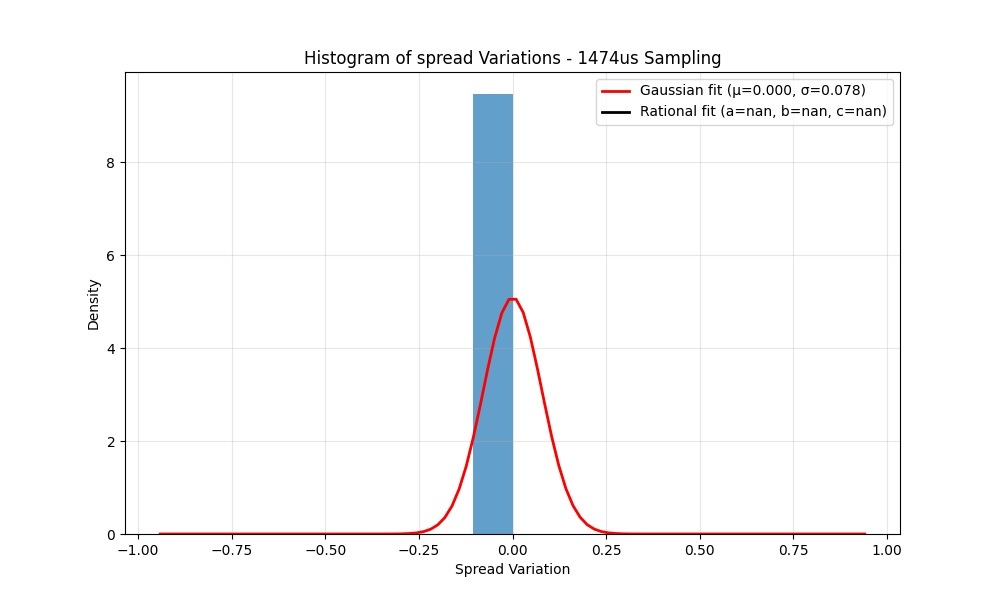 Histogram of spread Variations - 1474us Sampling
Gaussian fit (μ=0.000, σ=0.078)
Rational fit (a=nan, b=nan, c=nan)
8
6
4
2
0
Density
−1.00 −0.75 −0.50 −0.25 0.00 0.25 0.50 0.75 1.00
Spread Variation